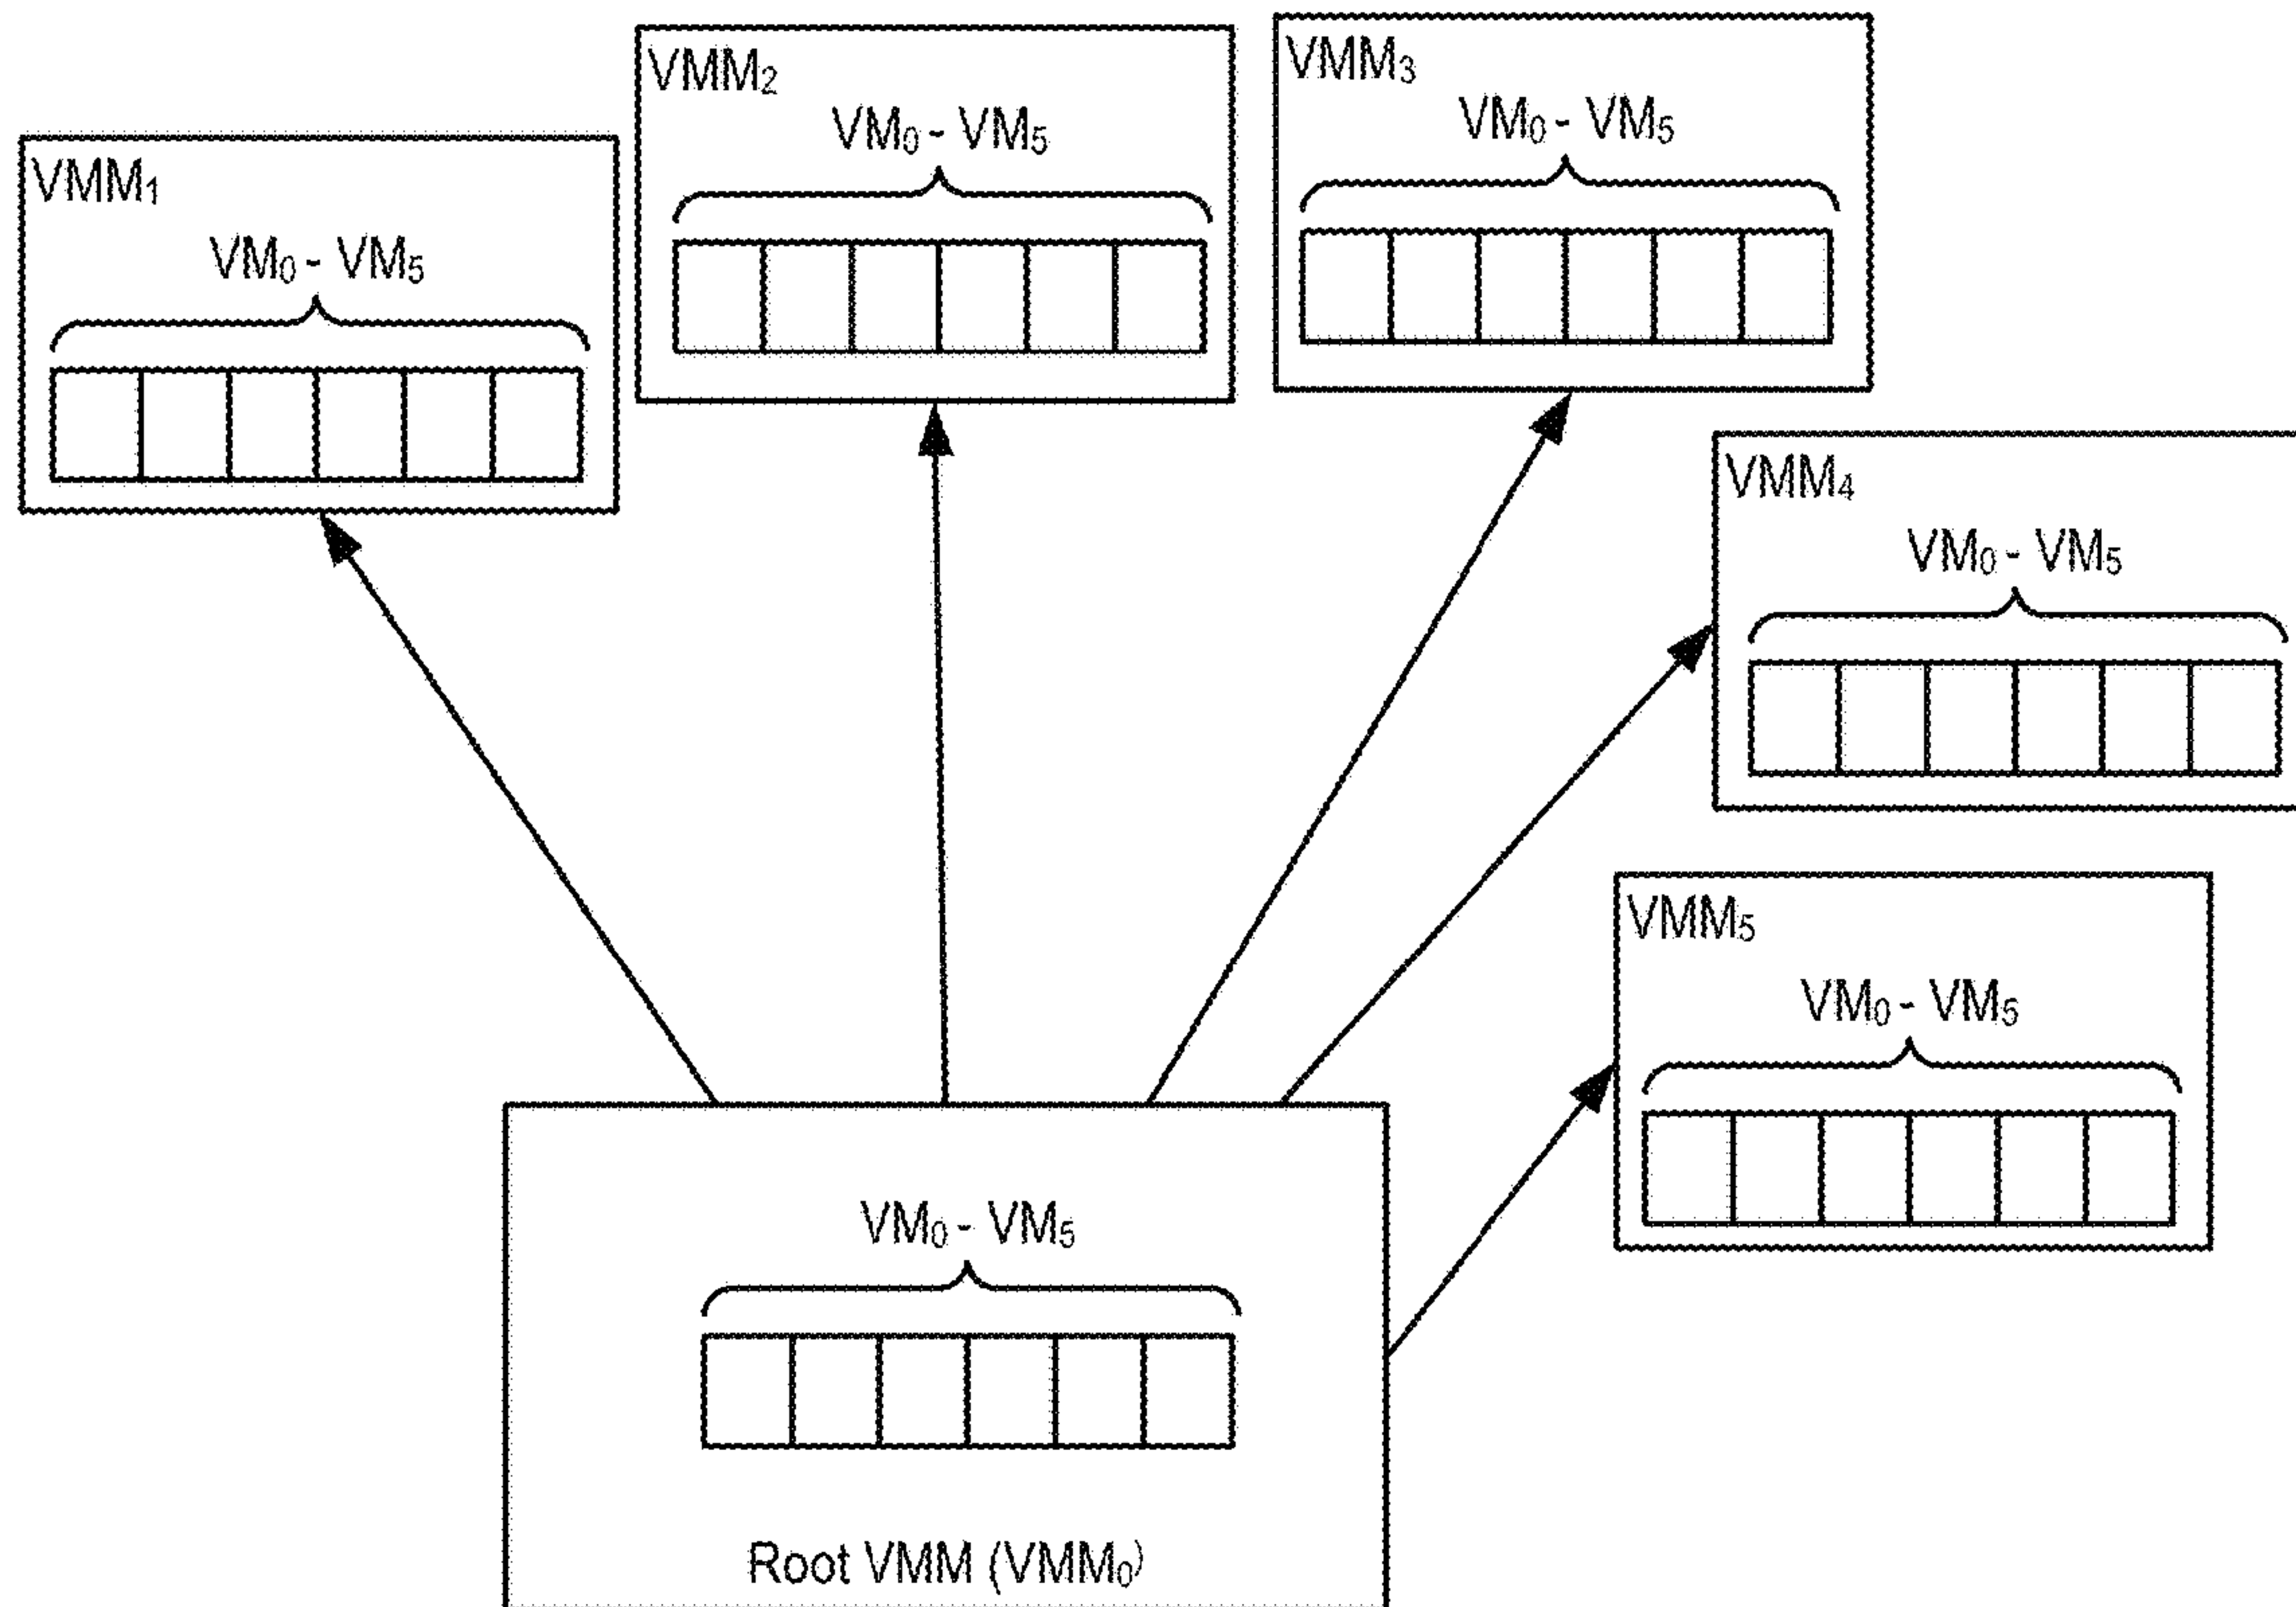 VMM₁
VM₀ - VM₅
VMM₂
VM₀ - VM₅
VMM₃
VM₀ - VM₅
VMM₄
VM₀ - VM₅
VMM₅
VM₀ - VM₅
VM₀ - VM₅
Root VMM (VMM₀)